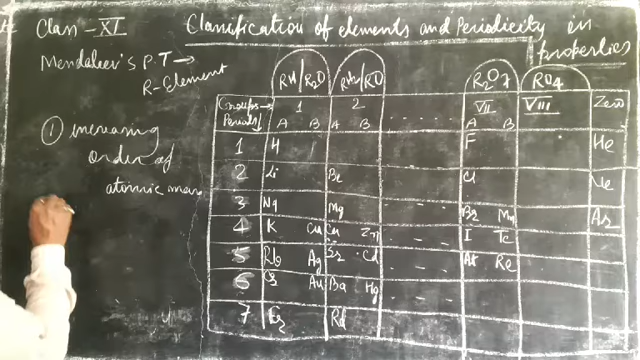 Class - XI Classification of elements and Periodicity in properties
Mendaleev's P.T →
R-Element
RH/R2O RH2/RO R2O7 RO4
Groups → 1 2 . . . . VII VIII Zero
Periods ↓ A B A B A B
① increasing
order of
atomic mass
1 H F He
2 Li Be Cl Ne
3 Na Mg Br Mn Ar
4 K Cu Ca Zn I Tc
5 Rb Ag Sr Cd At Re
6 Cs Au Ba Hg
7 Fr Rd